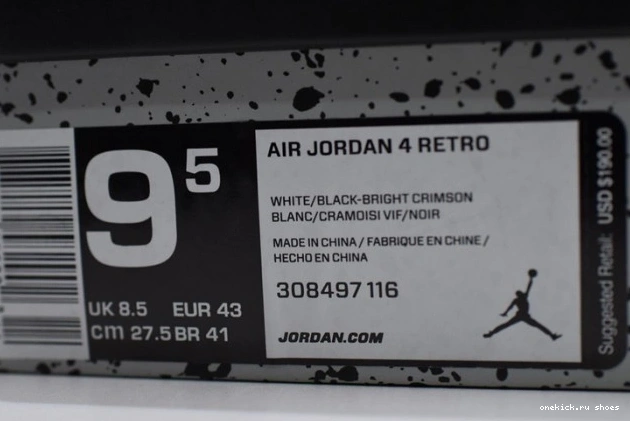 9 5
UK 8.5 EUR 43
cm 27.5 BR 41
AIR JORDAN 4 RETRO
WHITE/BLACK-BRIGHT CRIMSON
BLANC/CRAMOISI VIF/NOIR
MADE IN CHINA / FABRIQUE EN CHINE /
HECHO EN CHINA
308497 116
JORDAN.COM
Suggested Retail: USD $190.00
onekick.ru shoes